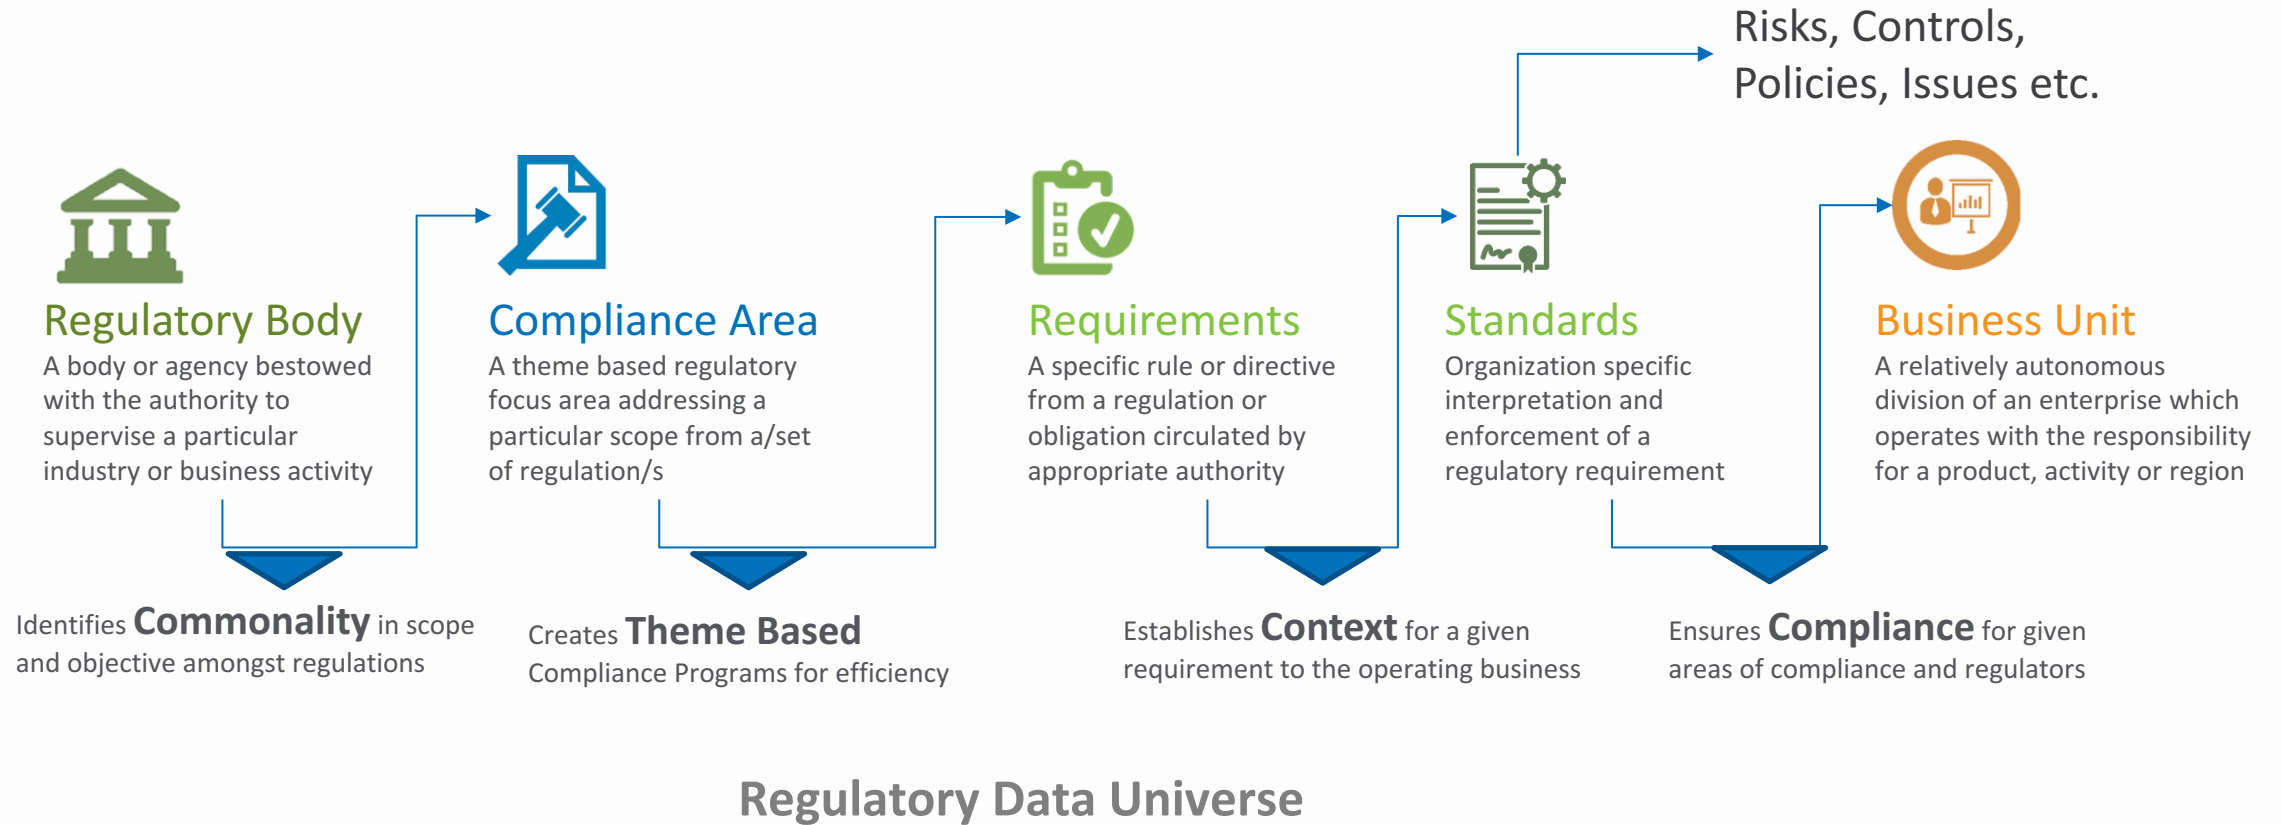 Risks, Controls,
Policies, Issues etc.
Regulatory Body
A body or agency bestowed
with the authority to
supervise a particular
industry or business activity
Compliance Area
A theme based regulatory
focus area addressing a
particular scope from a/set
of regulation/s
Requirements
A specific rule or directive
from a regulation or
obligation circulated by
appropriate authority
Standards
Organization specific
interpretation and
enforcement of a
regulatory requirement
Business Unit
A relatively autonomous
division of an enterprise which
operates with the responsibility
for a product, activity or region
Identifies Commonality in scope
and objective amongst regulations
Creates Theme Based
Compliance Programs for efficiency
Establishes Context for a given
requirement to the operating business
Ensures Compliance for given
areas of compliance and regulators
Regulatory Data Universe